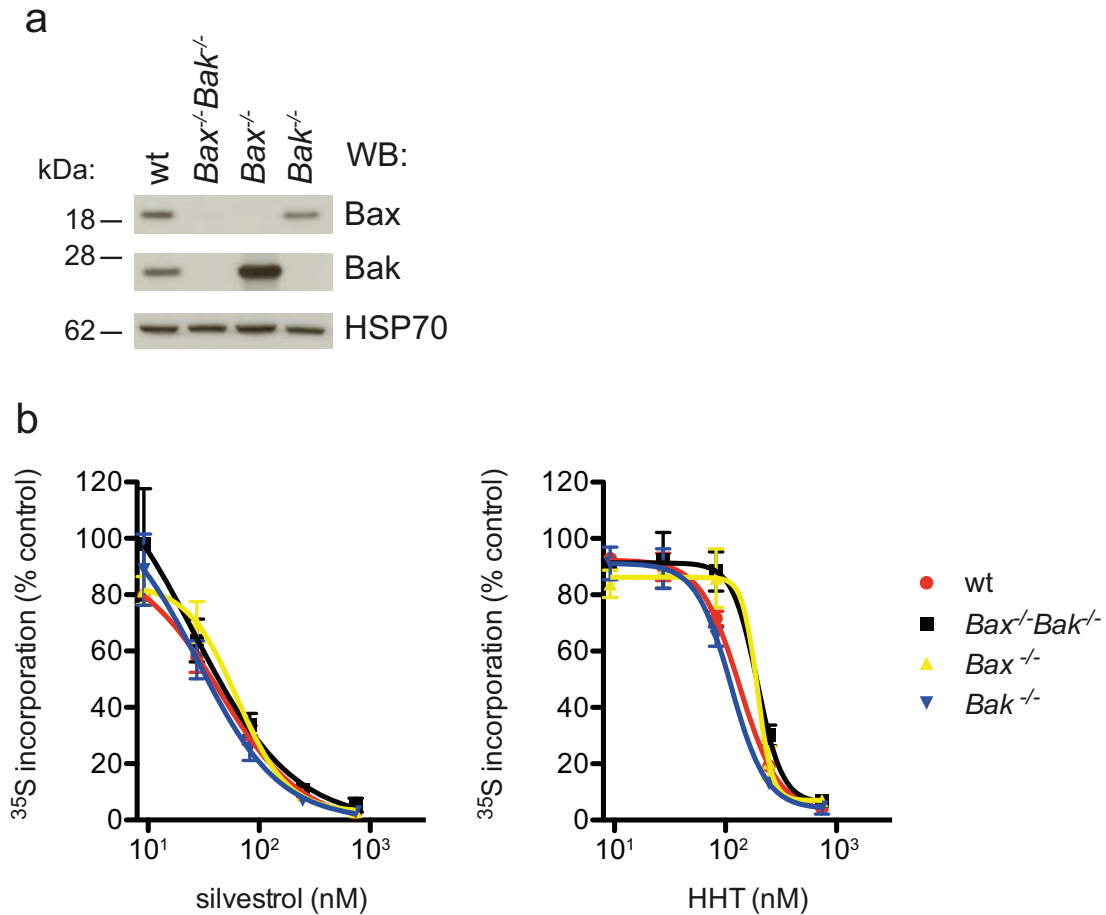 a
kDa: wt Bax-/-Bak-/- Bax-/- Bak-/- WB:
18 Bax
28
Bak
62 HSP70
b
35S incorporation (% control)
120
100
80
60
40
20
0
10¹ 10² 10³
silvestrol (nM)
35S incorporation (% control)
120
100
80
60
40
20
0
10¹ 10² 10³
HHT (nM)
wt
Bax-/-Bak-/-
Bax -/-
Bak -/-